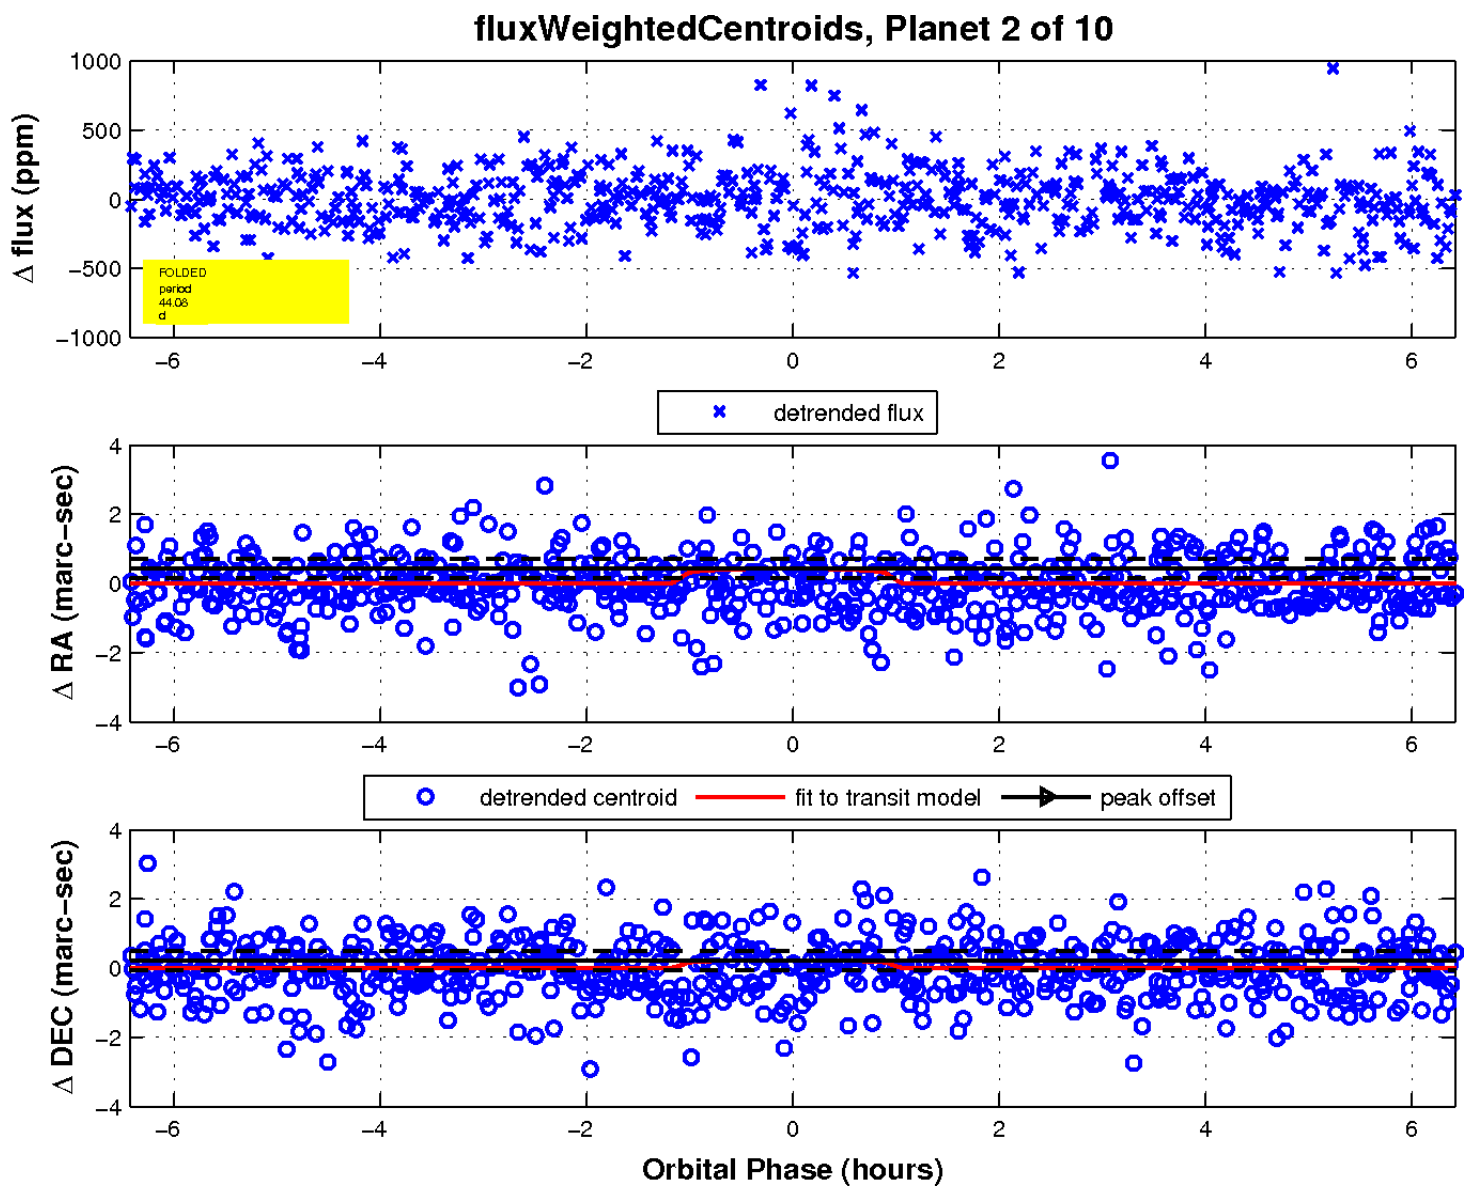 fluxWeightedCentroids, Planet 2 of 10
Δ flux (ppm)
1000
500
0
−500
−1000
FOLDED
period
44.08
d
−6 −4 −2 0 2 4 6
detrended flux
Δ RA (marc−sec)
4
2
0
−2
−4
−6 −4 −2 0 2 4 6
detrended centroid fit to transit model peak offset
Δ DEC (marc−sec)
4
2
0
−2
−4
−6 −4 −2 0 2 4 6
Orbital Phase (hours)